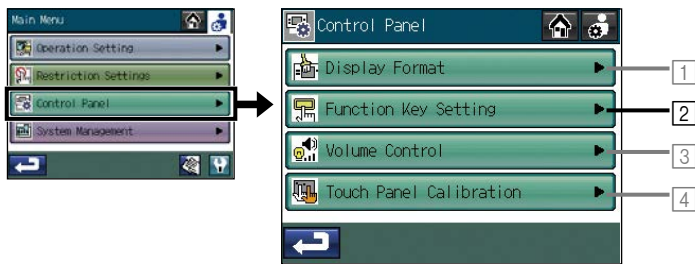 Main Menu
Operation Setting
Restriction Settings
Control Panel
System Management
Control Panel
Display Format
1
Function Key Setting
2
Volume Control
3
Touch Panel Calibration
4